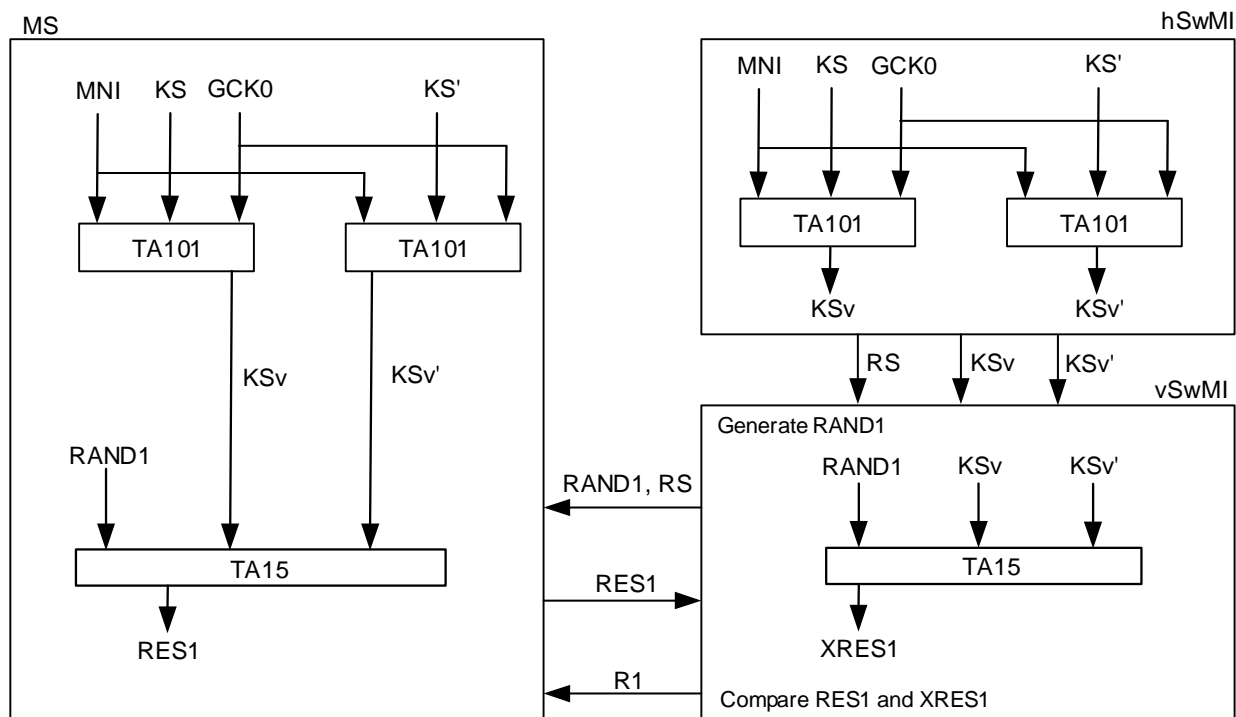 MS
hSwMI
MNI KS GCK0 KS'
MNI KS GCK0 KS'
TA101 TA101
TA101 TA101
KSv KSv'
KSv KSv'
RS KSv KSv'
vSwMI
Generate RAND1
RAND1
RAND1 KSv KSv'
RAND1, RS
TA15
TA15
RES1
RES1
XRES1
R1
Compare RES1 and XRES1